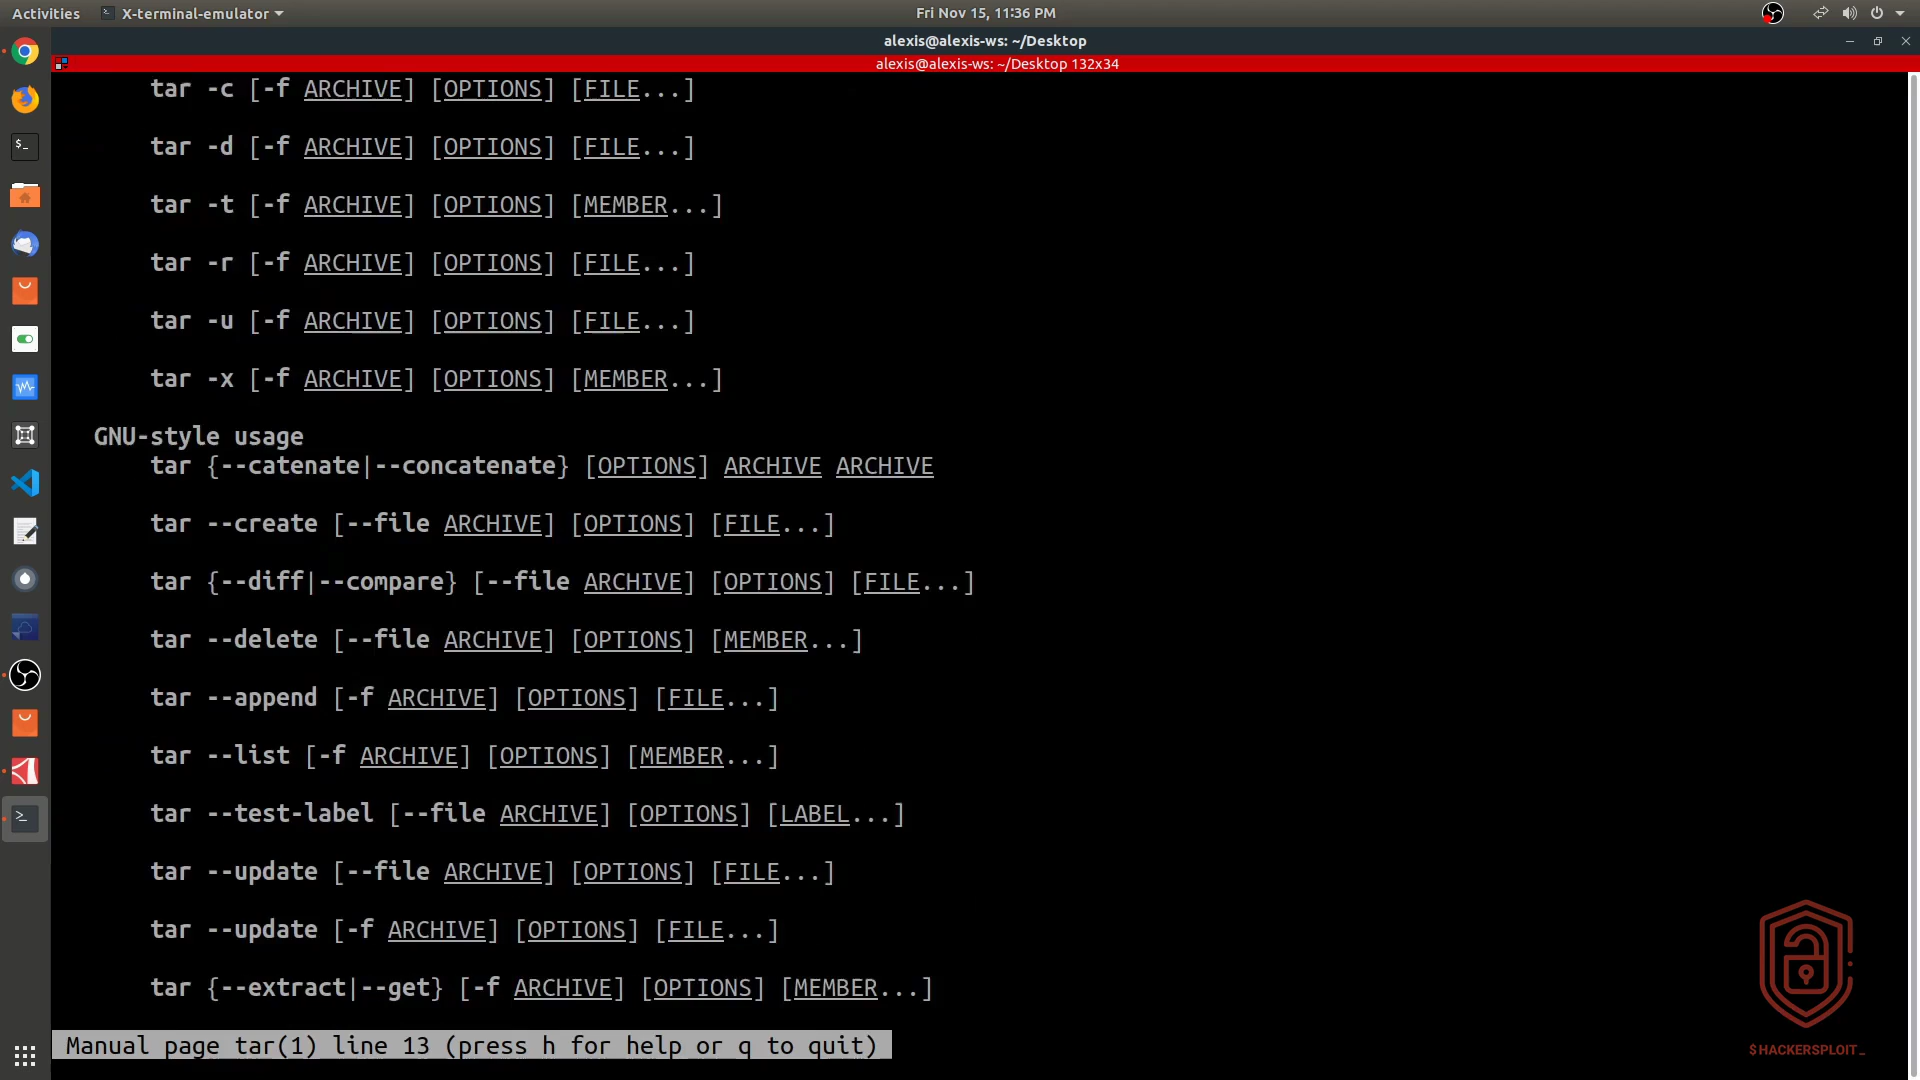 Activities X-terminal-emulator Fri Nov 15, 11:36 PM
alexis@alexis-ws: ~/Desktop
alexis@alexis-ws: ~/Desktop 132x34
tar -c [-f ARCHIVE] [OPTIONS] [FILE...]
tar -d [-f ARCHIVE] [OPTIONS] [FILE...]
tar -t [-f ARCHIVE] [OPTIONS] [MEMBER...]
tar -r [-f ARCHIVE] [OPTIONS] [FILE...]
tar -u [-f ARCHIVE] [OPTIONS] [FILE...]
tar -x [-f ARCHIVE] [OPTIONS] [MEMBER...]
GNU-style usage
tar {--catenate|--concatenate} [OPTIONS] ARCHIVE ARCHIVE
tar --create [--file ARCHIVE] [OPTIONS] [FILE...]
tar {--diff|--compare} [--file ARCHIVE] [OPTIONS] [FILE...]
tar --delete [--file ARCHIVE] [OPTIONS] [MEMBER...]
tar --append [-f ARCHIVE] [OPTIONS] [FILE...]
tar --list [-f ARCHIVE] [OPTIONS] [MEMBER...]
tar --test-label [--file ARCHIVE] [OPTIONS] [LABEL...]
tar --update [--file ARCHIVE] [OPTIONS] [FILE...]
tar --update [-f ARCHIVE] [OPTIONS] [FILE...]
tar {--extract|--get} [-f ARCHIVE] [OPTIONS] [MEMBER...]
Manual page tar(1) line 13 (press h for help or q to quit)
$HACKERSPLOIT_